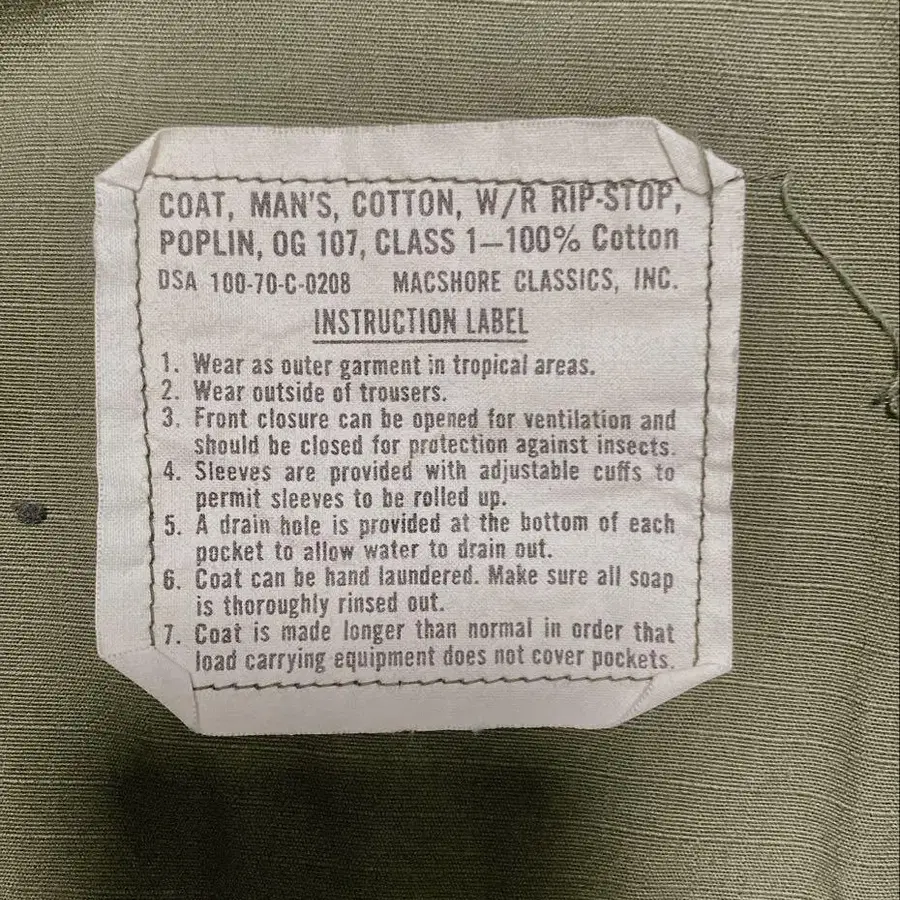 COAT, MAN'S, COTTON, W/R RIP-STOP,
POPLIN, OG 107, CLASS 1—100% Cotton
DSA 100-70-C-0208 MACSHORE CLASSICS, INC.
INSTRUCTION LABEL
1. Wear as outer garment in tropical areas.
2. Wear outside of trousers.
3. Front closure can be opened for ventilation and
should be closed for protection against insects.
4. Sleeves are provided with adjustable cuffs to
permit sleeves to be rolled up.
5. A drain hole is provided at the bottom of each
pocket to allow water to drain out.
6. Coat can be hand laundered. Make sure all soap
is thoroughly rinsed out.
7. Coat is made longer than normal in order that
load carrying equipment does not cover pockets.